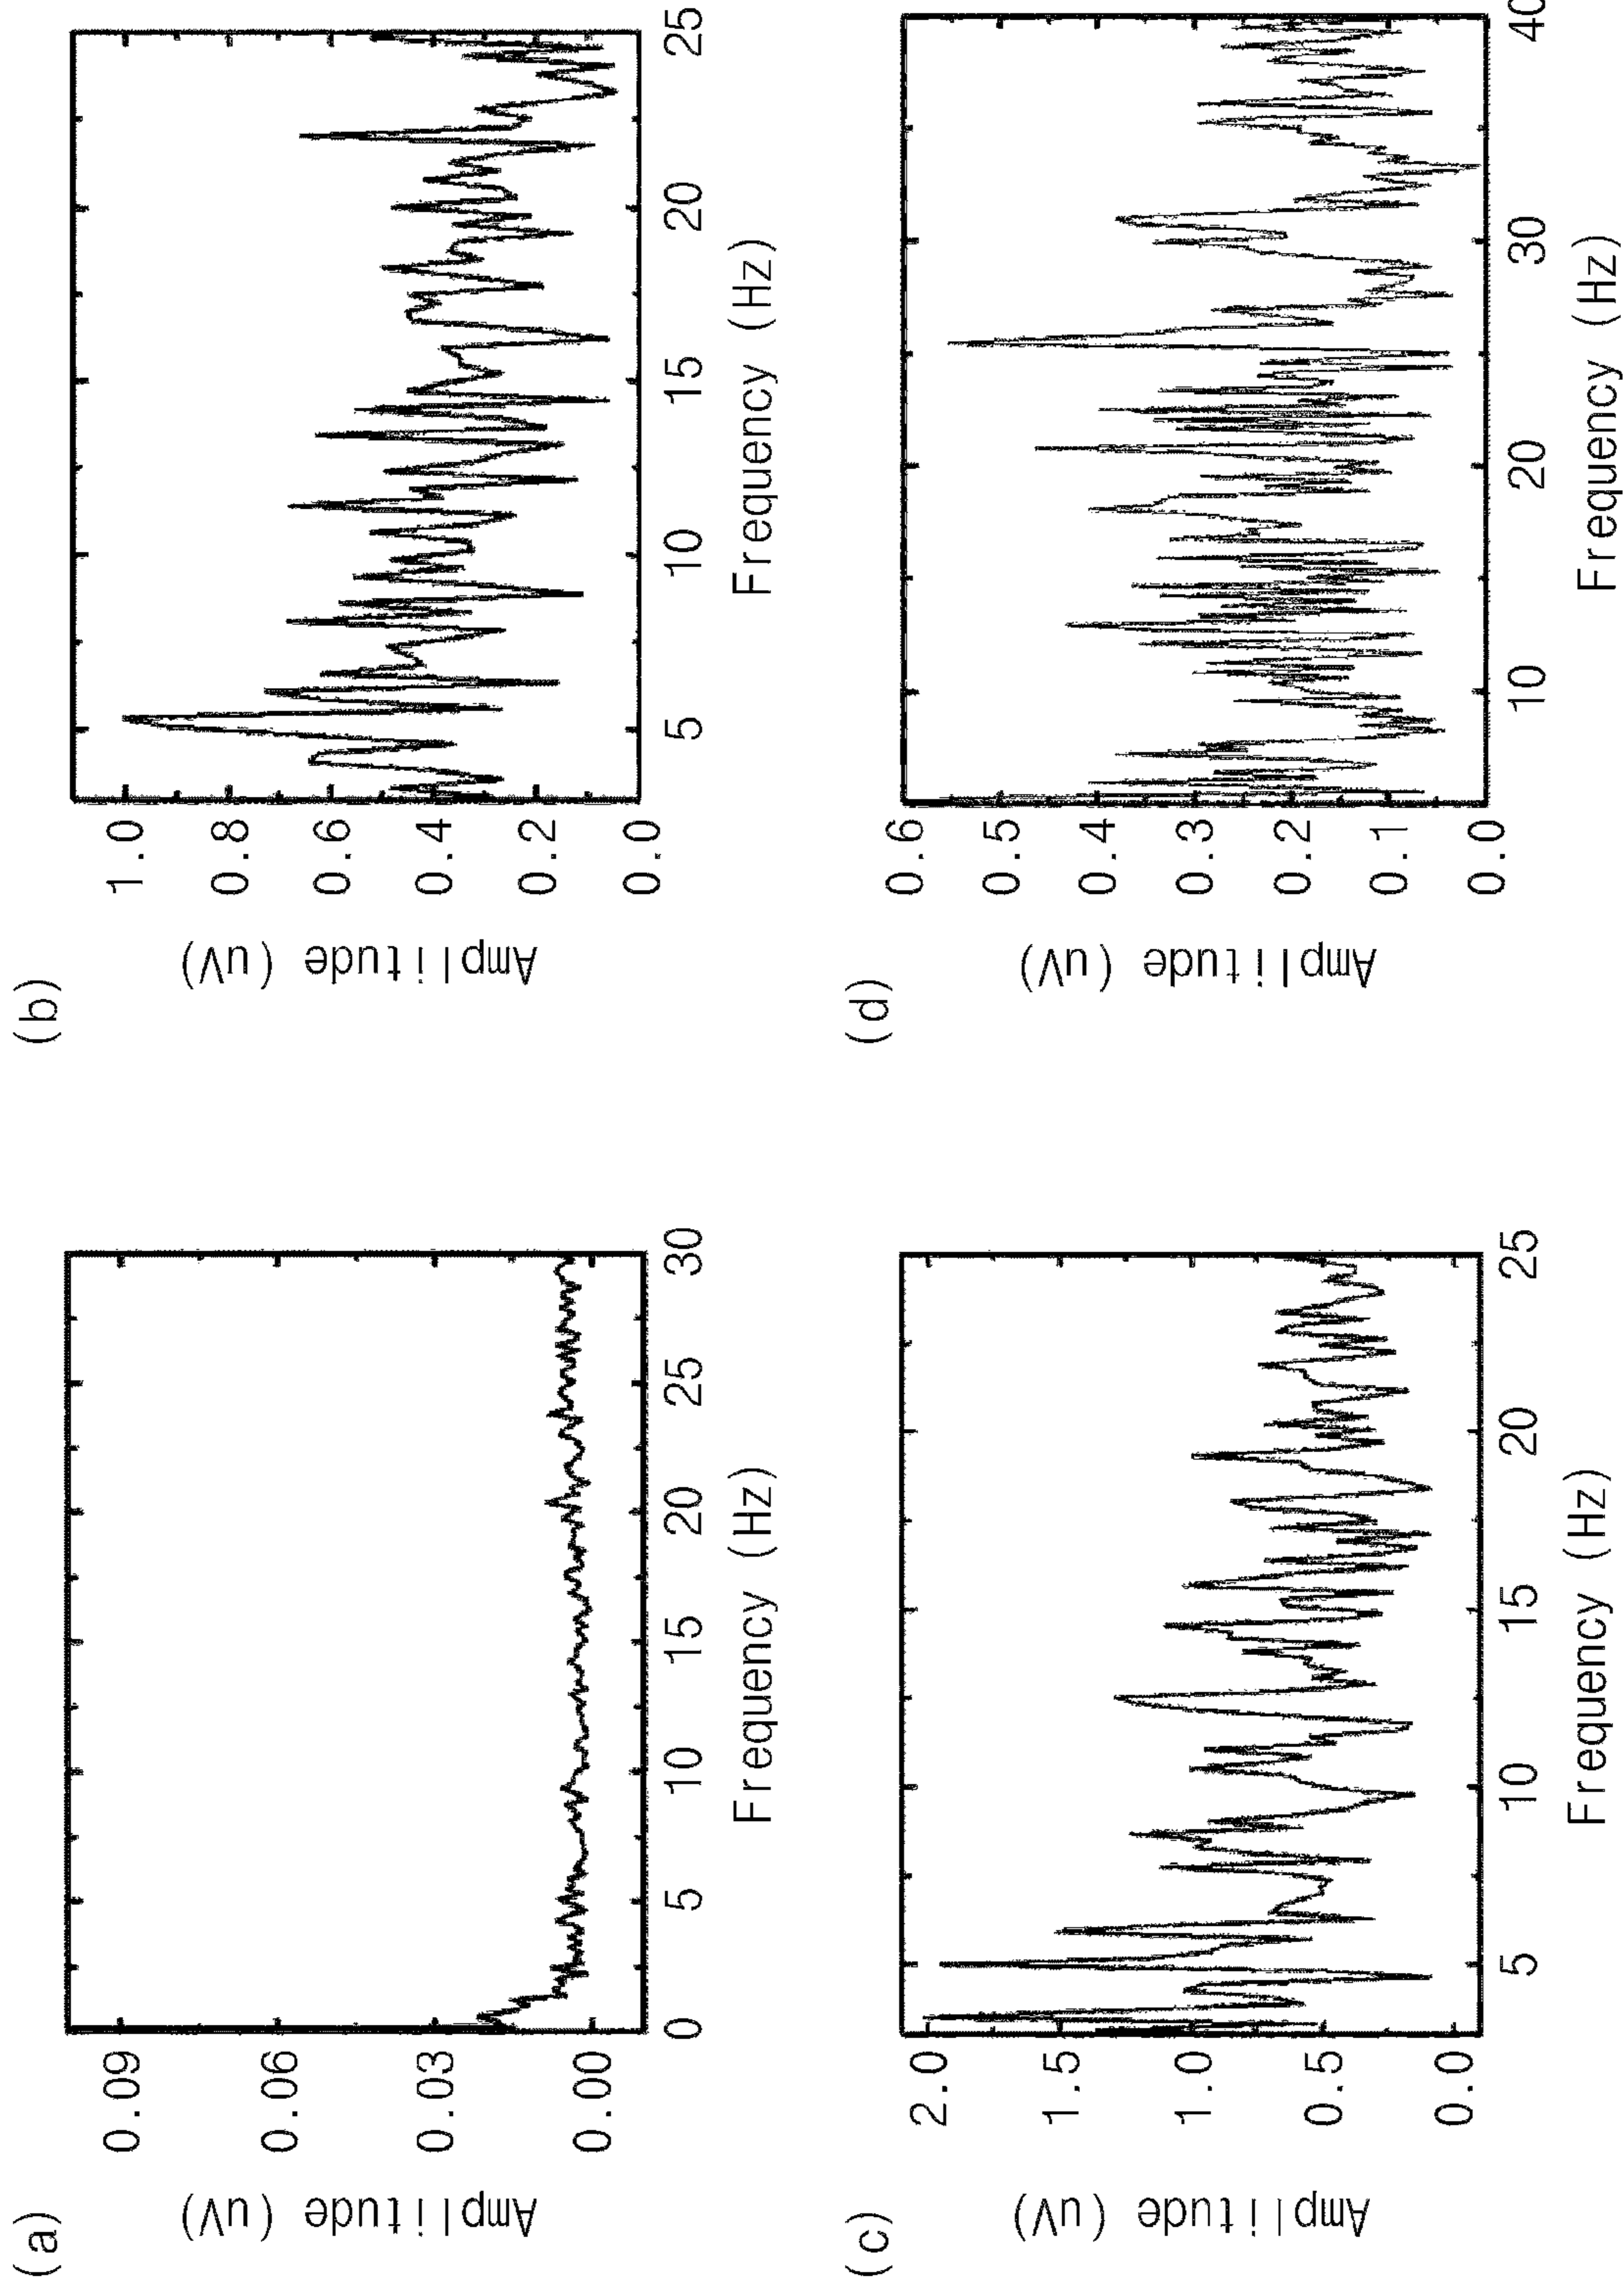 (a)
Amplitude (uV)
0.09
0.06
0.03
0.00
0 5 10 15 20 25 30
Frequency (Hz)
(b)
Amplitude (uV)
1.0
0.8
0.6
0.4
0.2
0.0
5 10 15 20 25
Frequency (Hz)
(c)
Amplitude (uV)
2.0
1.5
1.0
0.5
0.0
5 10 15 20 25
Frequency (Hz)
(d)
Amplitude (uV)
0.6
0.5
0.4
0.3
0.2
0.1
0.0
10 20 30 40
Frequency (Hz)